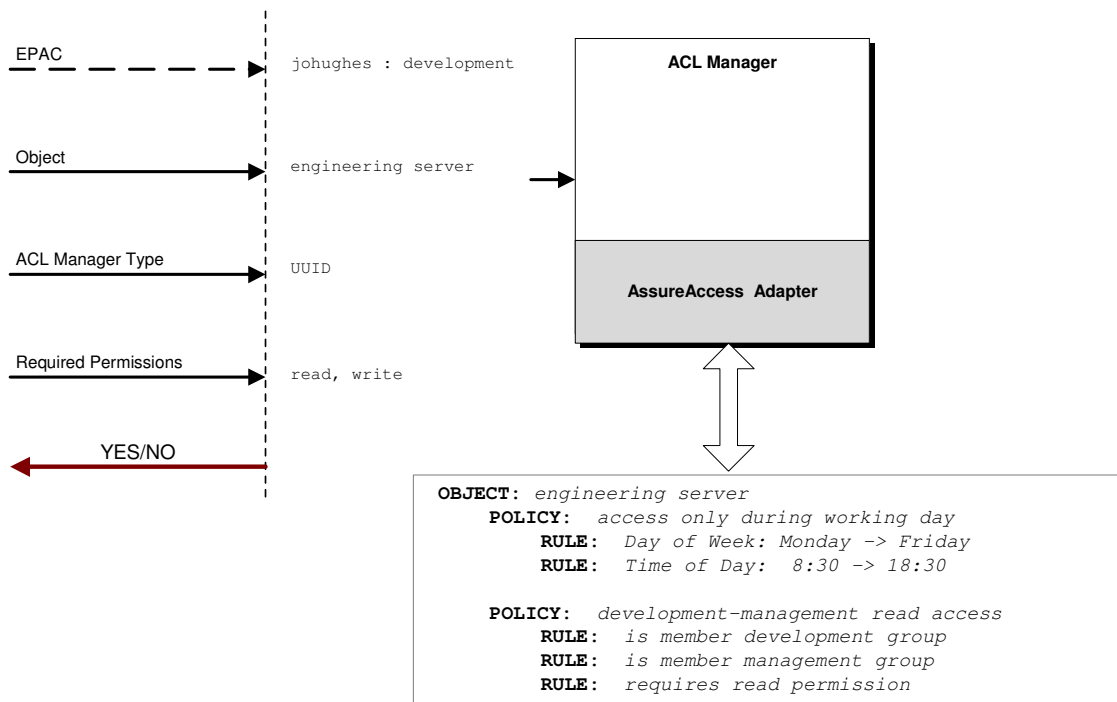 EPAC
johughes : development
ACL Manager
Object
engineering server
ACL Manager Type
UUID
AssureAccess Adapter
Required Permissions
read, write
YES/NO
OBJECT: engineering server
POLICY: access only during working day
RULE: Day of Week: Monday -> Friday
RULE: Time of Day: 8:30 -> 18:30
POLICY: development-management read access
RULE: is member development group
RULE: is member management group
RULE: requires read permission